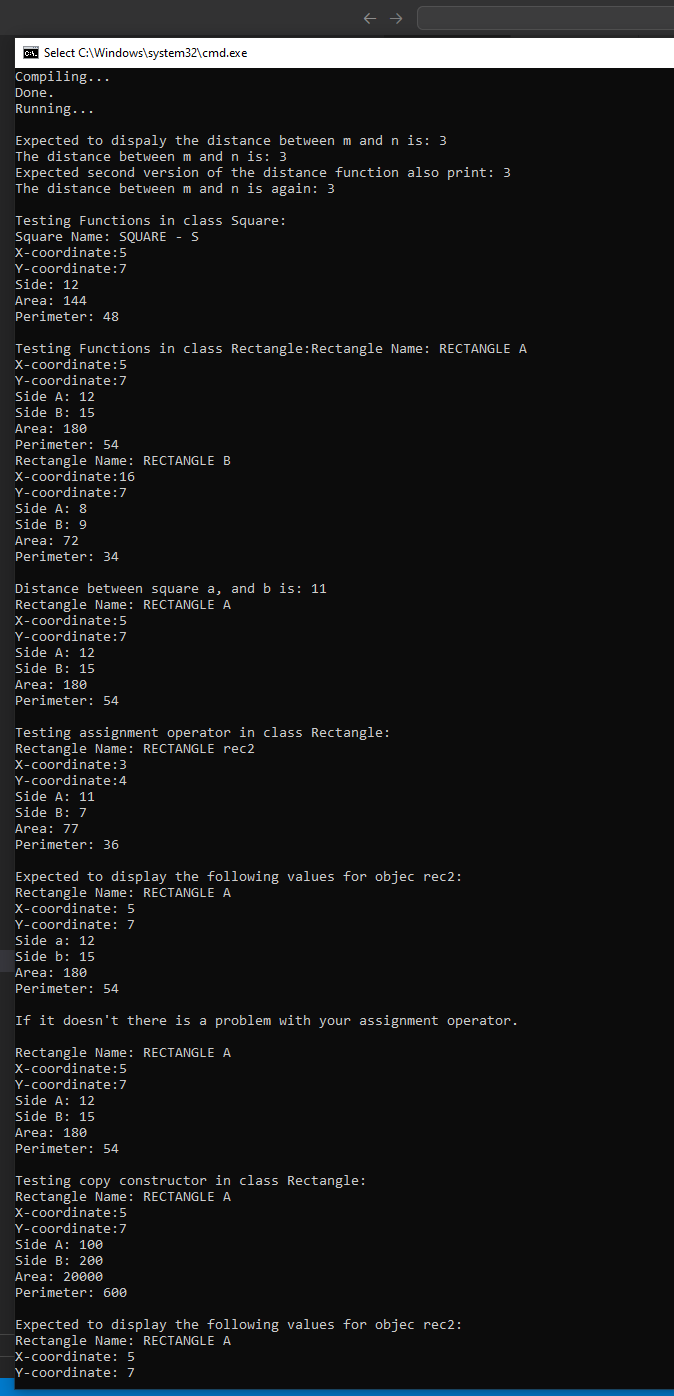 Select C:\Windows\system32\cmd.exe
Compiling...
Done.
Running...
Expected to dispaly the distance between m and n is: 3
The distance between m and n is: 3
Expected second version of the distance function also print: 3
The distance between m and n is again: 3
Testing Functions in class Square:
Square Name: SQUARE - S
X-coordinate:5
Y-coordinate:7
Side: 12
Area: 144
Perimeter: 48
Testing Functions in class Rectangle:Rectangle Name: RECTANGLE A
X-coordinate:5
Y-coordinate:7
Side A: 12
Side B: 15
Area: 180
Perimeter: 54
Rectangle Name: RECTANGLE B
X-coordinate:16
Y-coordinate:7
Side A: 8
Side B: 9
Area: 72
Perimeter: 34
Distance between square a, and b is: 11
Rectangle Name: RECTANGLE A
X-coordinate:5
Y-coordinate:7
Side A: 12
Side B: 15
Area: 180
Perimeter: 54
Testing assignment operator in class Rectangle:
Rectangle Name: RECTANGLE rec2
X-coordinate:3
Y-coordinate:4
Side A: 11
Side B: 7
Area: 77
Perimeter: 36
Expected to display the following values for objec rec2:
Rectangle Name: RECTANGLE A
X-coordinate: 5
Y-coordinate: 7
Side a: 12
Side b: 15
Area: 180
Perimeter: 54
If it doesn't there is a problem with your assignment operator.
Rectangle Name: RECTANGLE A
X-coordinate:5
Y-coordinate:7
Side A: 12
Side B: 15
Area: 180
Perimeter: 54
Testing copy constructor in class Rectangle:
Rectangle Name: RECTANGLE A
X-coordinate:5
Y-coordinate:7
Side A: 100
Side B: 200
Area: 20000
Perimeter: 600
Expected to display the following values for objec rec2:
Rectangle Name: RECTANGLE A
X-coordinate: 5
Y-coordinate: 7